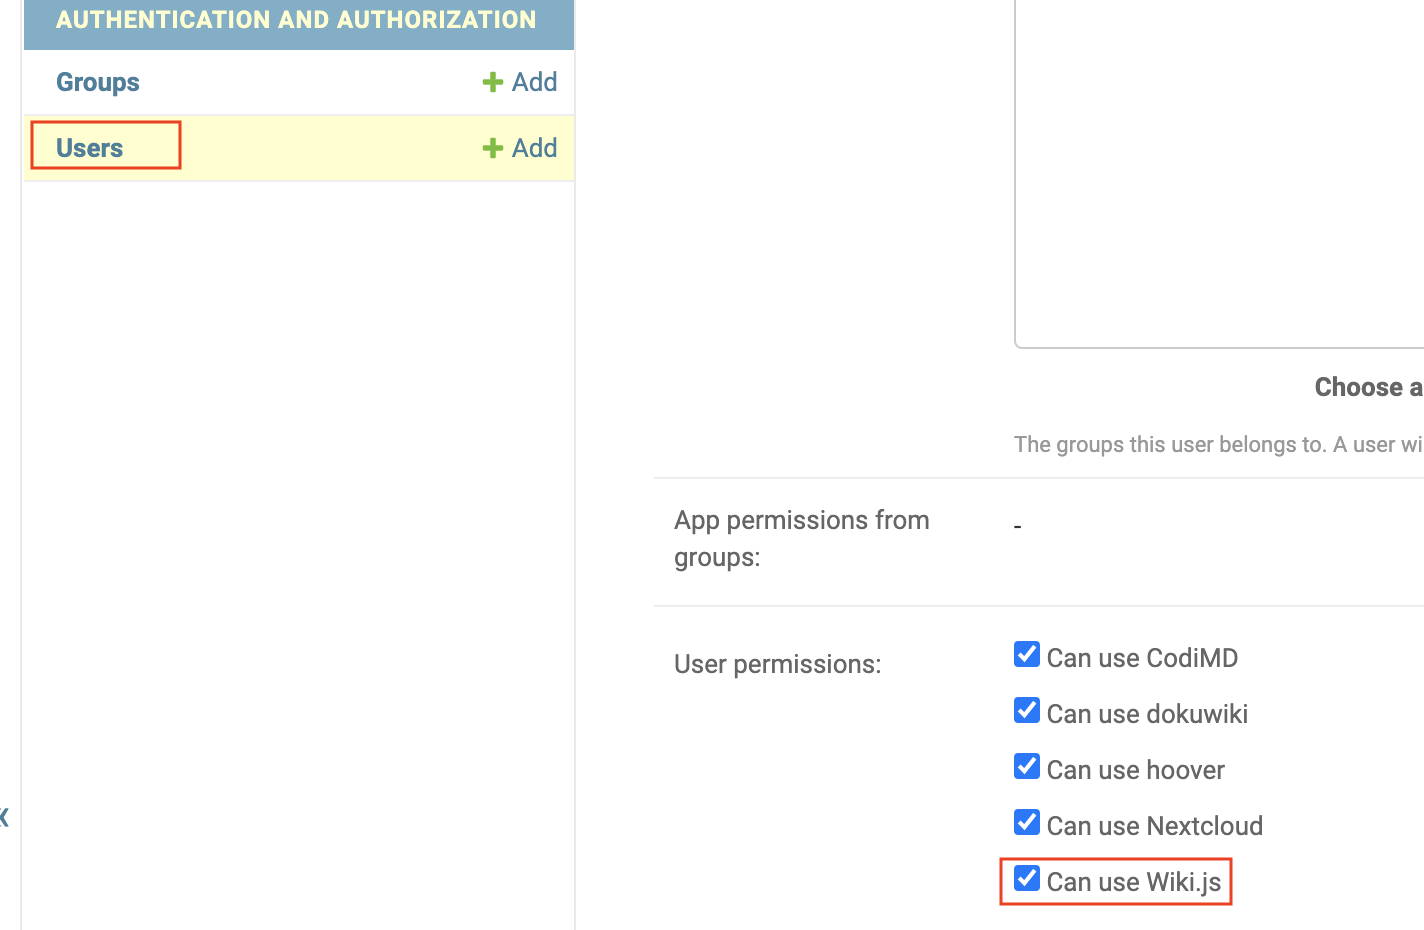 AUTHENTICATION AND AUTHORIZATION
Groups
Add
Users
Add
«
Choose a
The groups this user belongs to. A user wi
App permissions from
groups:
-
User permissions:
Can use CodiMD
Can use dokuwiki
Can use hoover
Can use Nextcloud
Can use Wiki.js